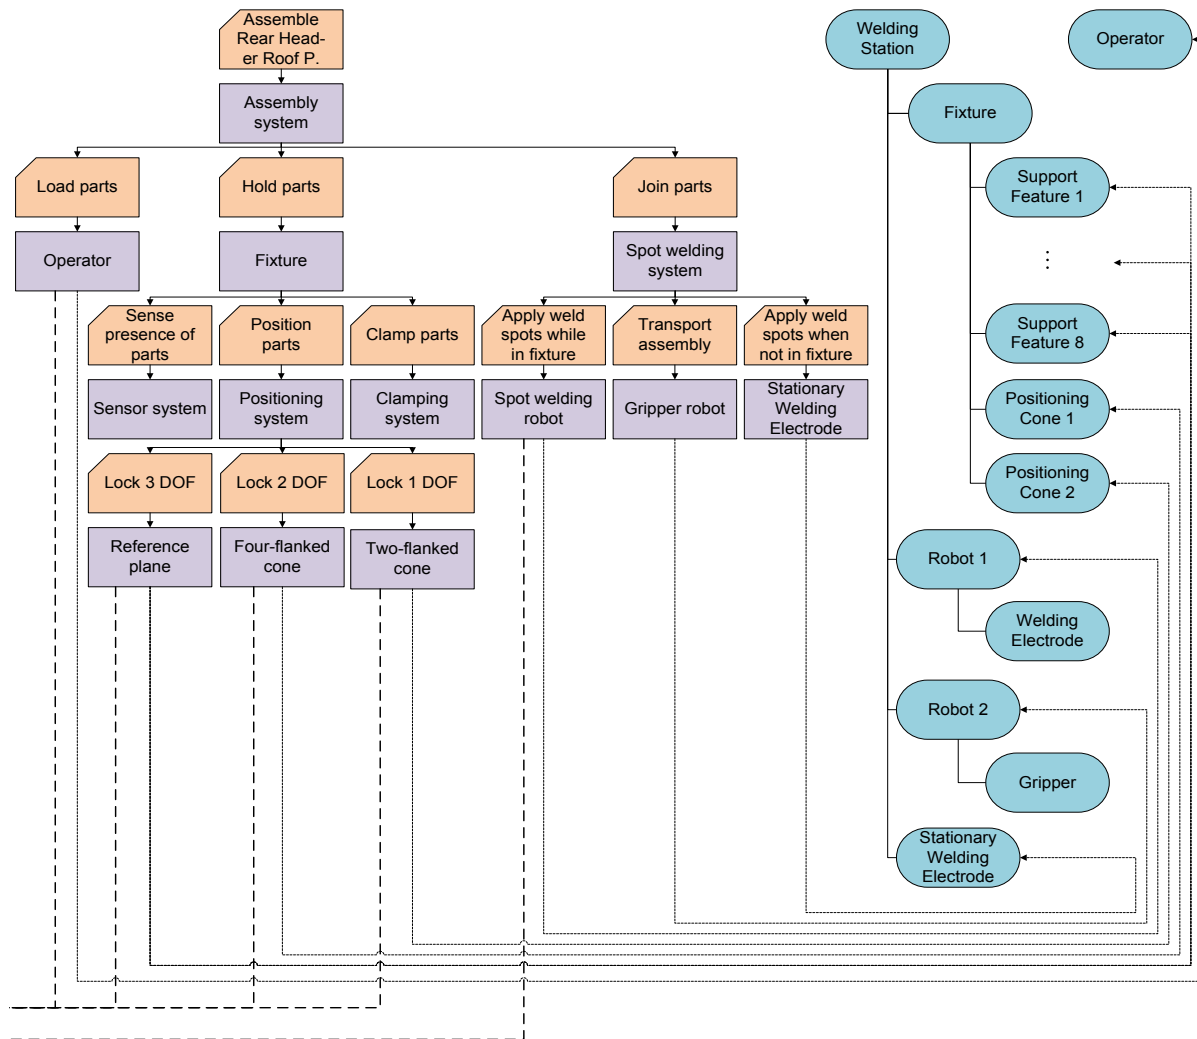 Assemble
Rear Head-
er Roof P.
Assembly
system
Load parts
Hold parts
Join parts
Operator
Fixture
Spot welding
system
Sense
presence of
parts
Position
parts
Clamp parts
Apply weld
spots while
in fixture
Transport
assembly
Apply weld
spots when
not in fixture
Sensor system
Positioning
system
Clamping
system
Spot welding
robot
Gripper robot
Stationary
Welding
Electrode
Lock 3 DOF
Lock 2 DOF
Lock 1 DOF
Reference
plane
Four-flanked
cone
Two-flanked
cone
Welding
Station
Operator
Fixture
Support
Feature 1
⋮
Support
Feature 8
Positioning
Cone 1
Positioning
Cone 2
Robot 1
Welding
Electrode
Robot 2
Gripper
Stationary
Welding
Electrode